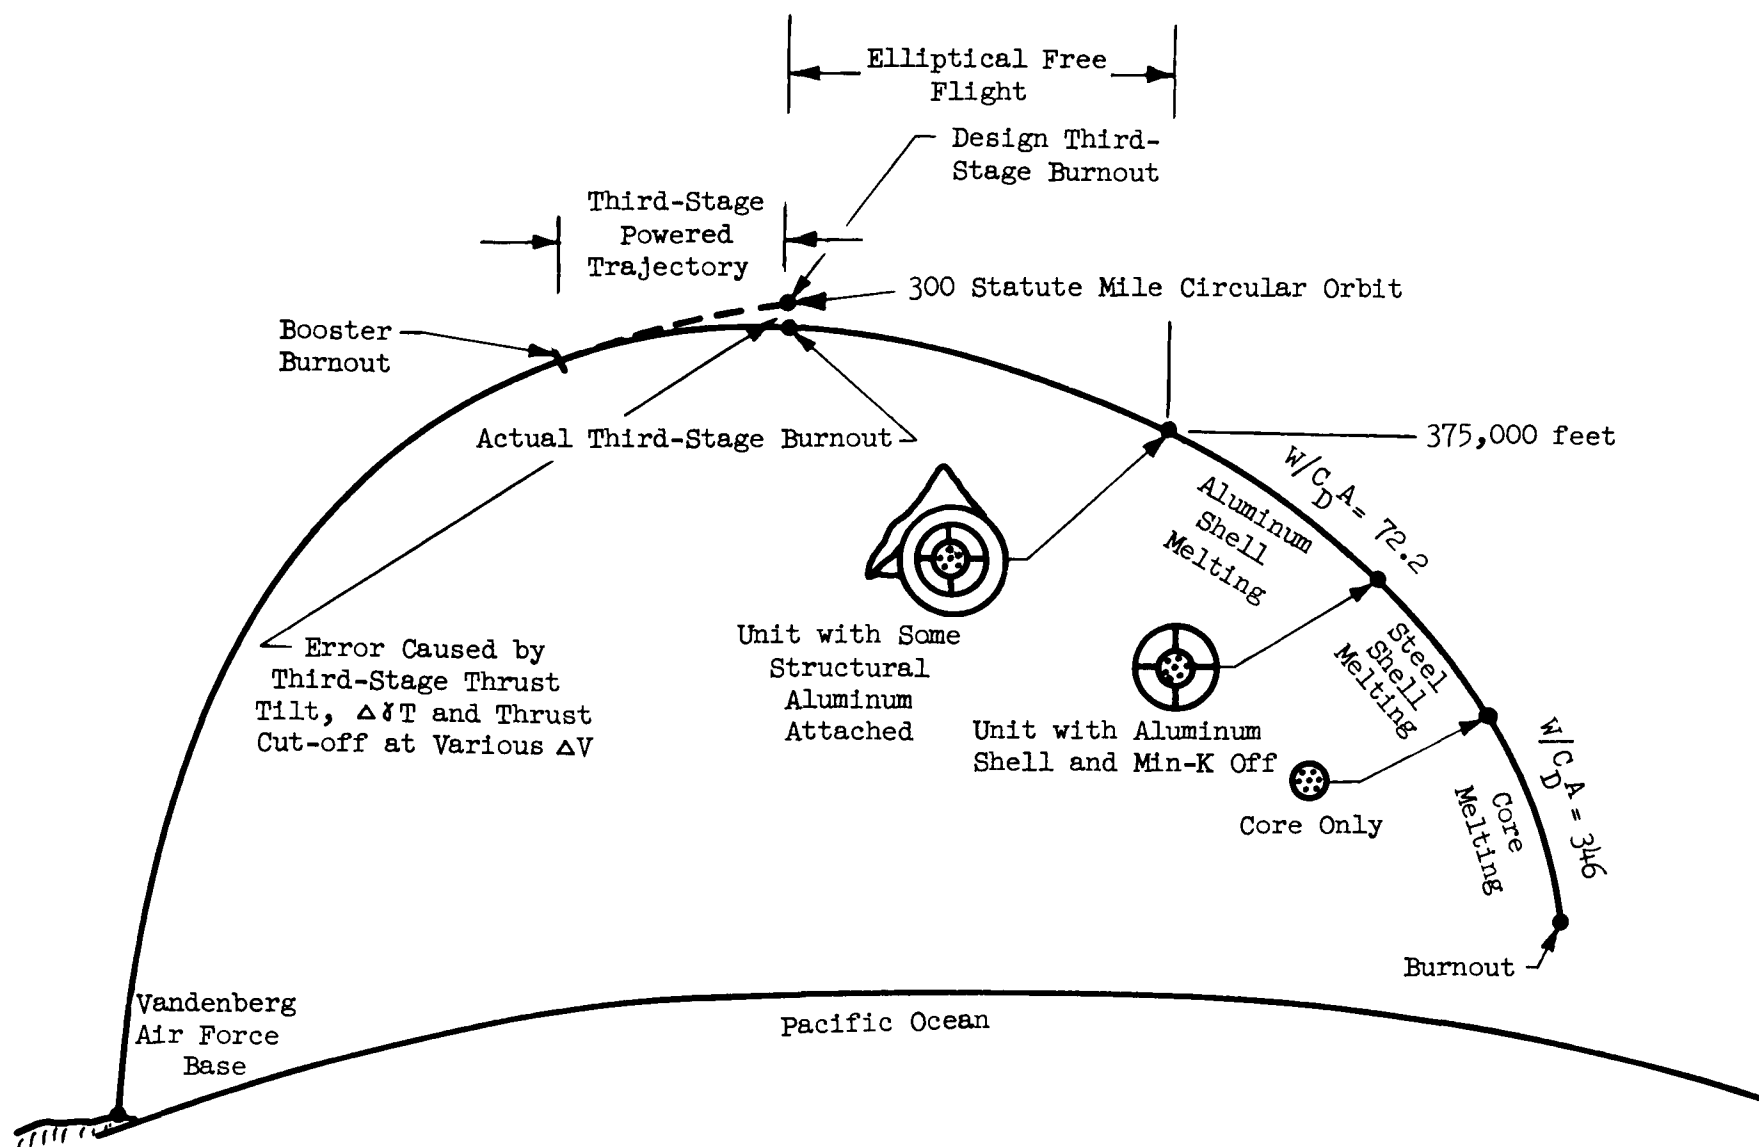 Elliptical Free
Flight
Design Third-
Stage Burnout
Third-Stage
Powered
Trajectory
300 Statute Mile Circular Orbit
Booster
Burnout
Actual Third-Stage Burnout
375,000 feet
W/C_D A = 72.2
Aluminum
Shell
Melting
Unit with Some
Structural
Aluminum
Attached
Error Caused by
Third-Stage Thrust
Tilt, Δ૪T and Thrust
Cut-off at Various ΔV
Steel
Shell
Melting
Unit with Aluminum
Shell and Min-K Off
W/C_D A = 346
Core
Melting
Core Only
Burnout
Vandenberg
Air Force
Base
Pacific Ocean